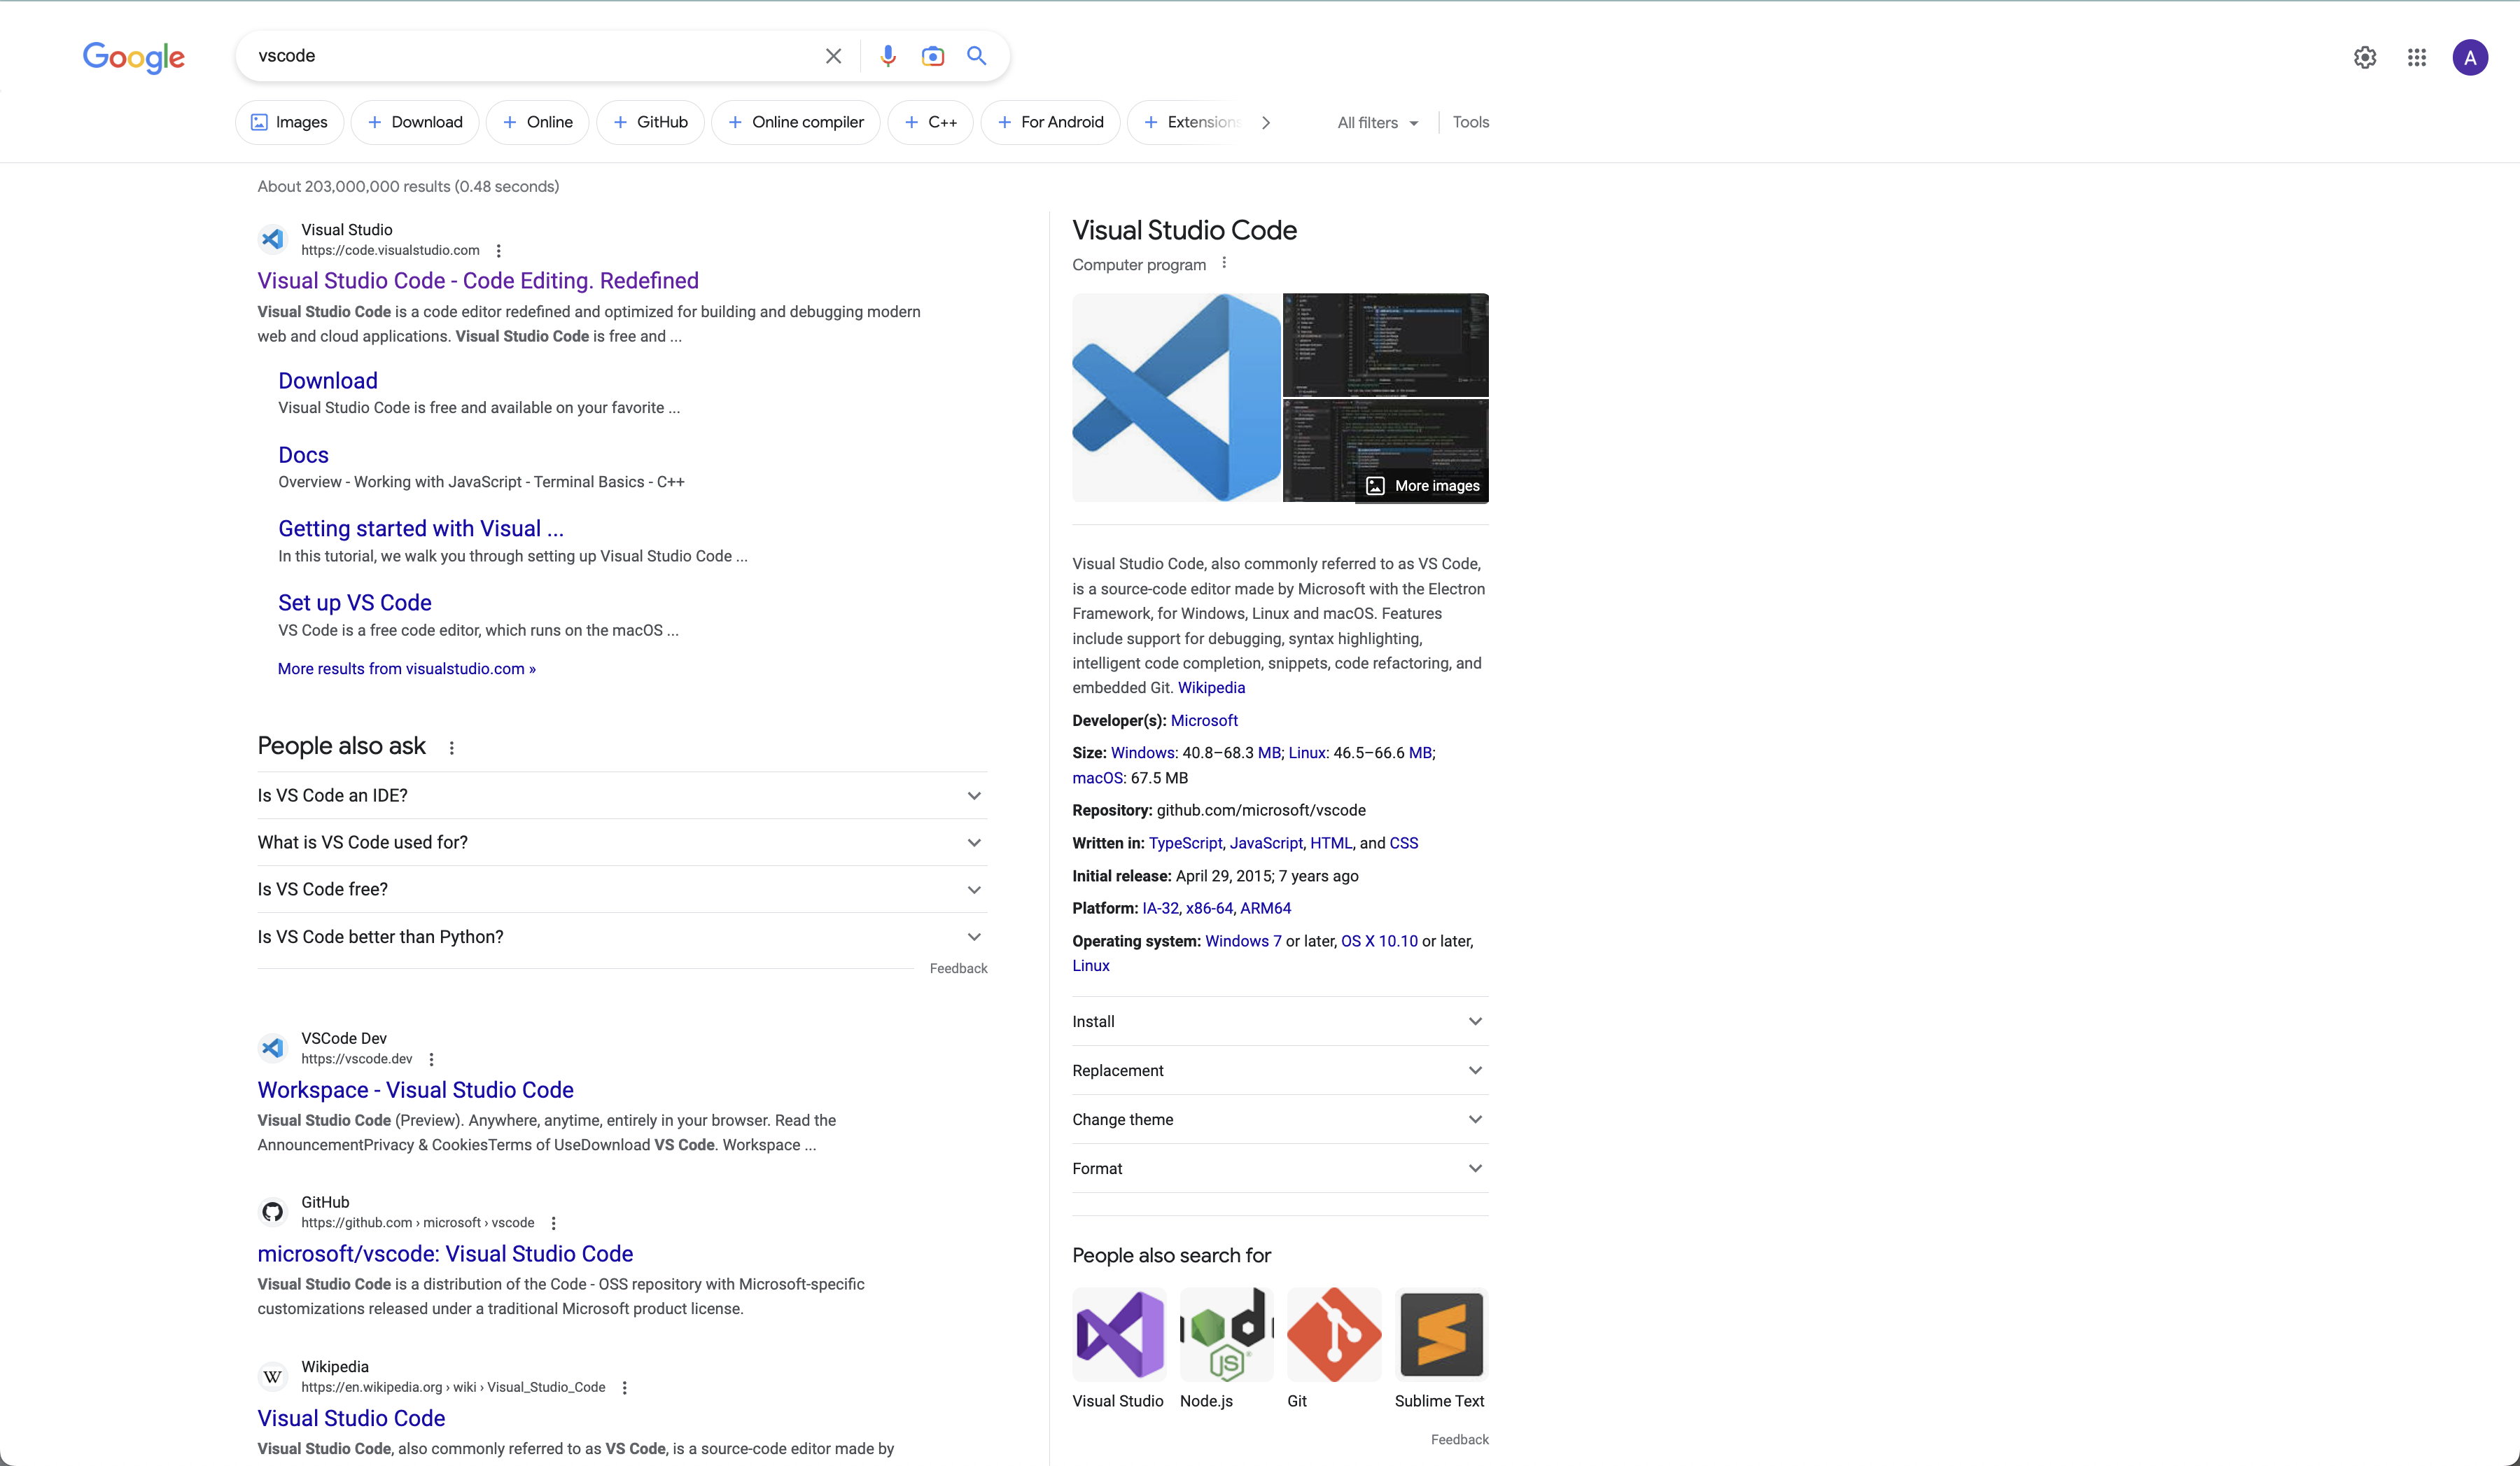 Google
vscode
A
Images
Download
Online
GitHub
Online compiler
C++
For Android
Extensions
All filters
Tools
About 203,000,000 results (0.48 seconds)
Visual Studio
https://code.visualstudio.com
Visual Studio Code - Code Editing. Redefined
Visual Studio Code is a code editor redefined and optimized for building and debugging modern
web and cloud applications. Visual Studio Code is free and ...
Download
Visual Studio Code is free and available on your favorite ...
Docs
Overview - Working with JavaScript - Terminal Basics - C++
Getting started with Visual ...
In this tutorial, we walk you through setting up Visual Studio Code ...
Set up VS Code
VS Code is a free code editor, which runs on the macOS ...
More results from visualstudio.com »
People also ask
Is VS Code an IDE?
What is VS Code used for?
Is VS Code free?
Is VS Code better than Python?
Feedback
VSCode Dev
https://vscode.dev
Workspace - Visual Studio Code
Visual Studio Code (Preview). Anywhere, anytime, entirely in your browser. Read the
AnnouncementPrivacy & CookiesTerms of UseDownload VS Code. Workspace ...
GitHub
https://github.com › microsoft › vscode
microsoft/vscode: Visual Studio Code
Visual Studio Code is a distribution of the Code - OSS repository with Microsoft-specific
customizations released under a traditional Microsoft product license.
W
Wikipedia
https://en.wikipedia.org › wiki › Visual_Studio_Code
Visual Studio Code
Visual Studio Code, also commonly referred to as VS Code, is a source-code editor made by
Visual Studio Code
Computer program
More images
Visual Studio Code, also commonly referred to as VS Code,
is a source-code editor made by Microsoft with the Electron
Framework, for Windows, Linux and macOS. Features
include support for debugging, syntax highlighting,
intelligent code completion, snippets, code refactoring, and
embedded Git. Wikipedia
Developer(s): Microsoft
Size: Windows: 40.8–68.3 MB; Linux: 46.5–66.6 MB;
macOS: 67.5 MB
Repository: github.com/microsoft/vscode
Written in: TypeScript, JavaScript, HTML, and CSS
Initial release: April 29, 2015; 7 years ago
Platform: IA-32, x86-64, ARM64
Operating system: Windows 7 or later, OS X 10.10 or later,
Linux
Install
Replacement
Change theme
Format
People also search for
JS
Visual Studio
Node.js
Git
Sublime Text
Feedback